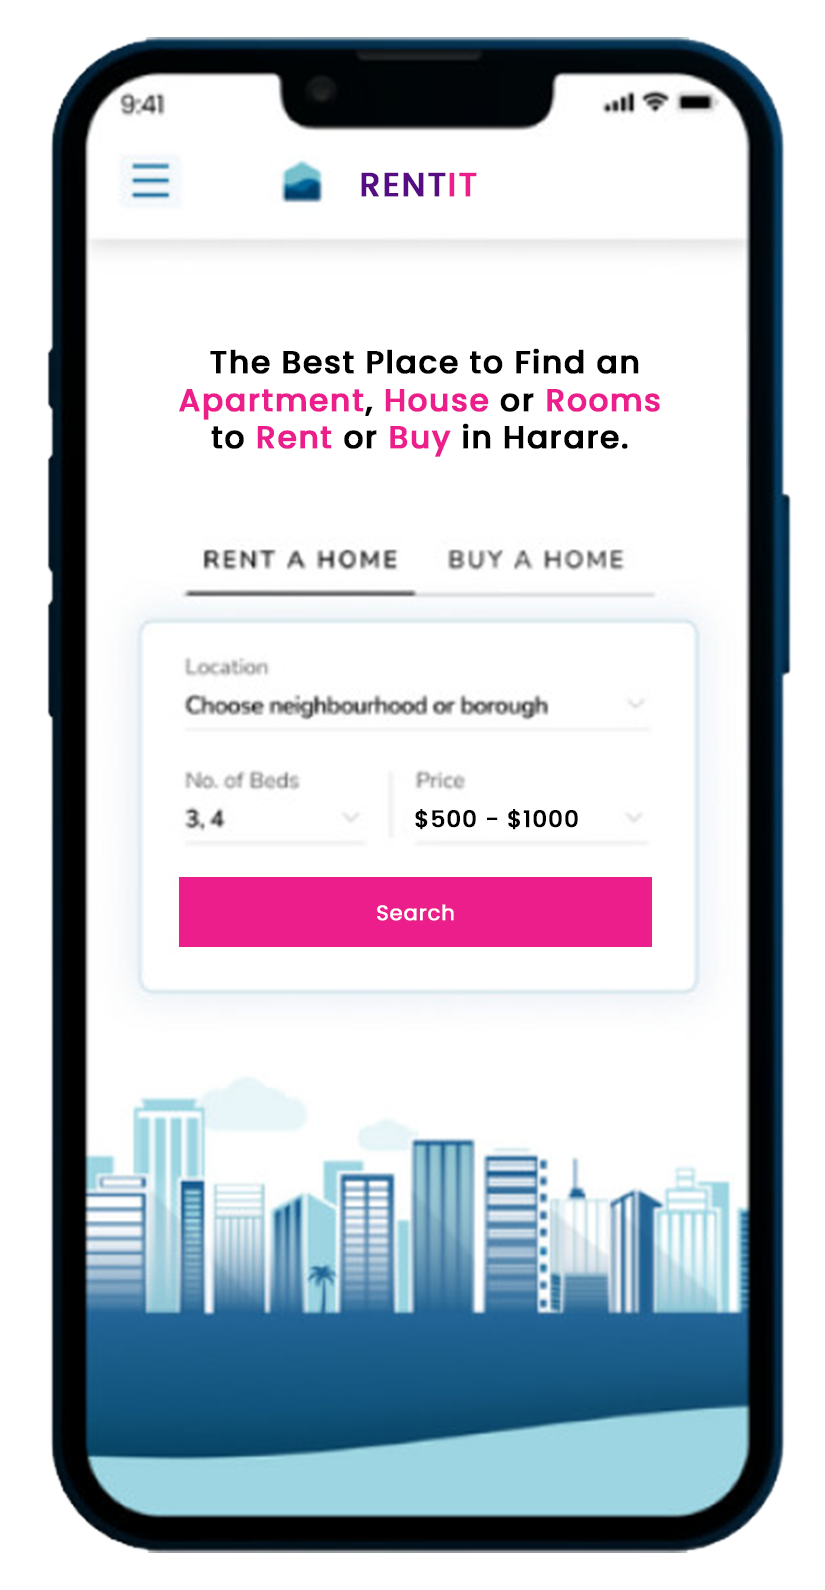 9:41
RENTIT
The Best Place to Find an
Apartment, House or Rooms
to Rent or Buy in Harare.
RENT A HOME BUY A HOME
Location
Choose neighbourhood or borough
No. of Beds Price
3, 4 $500 - $1000
Search